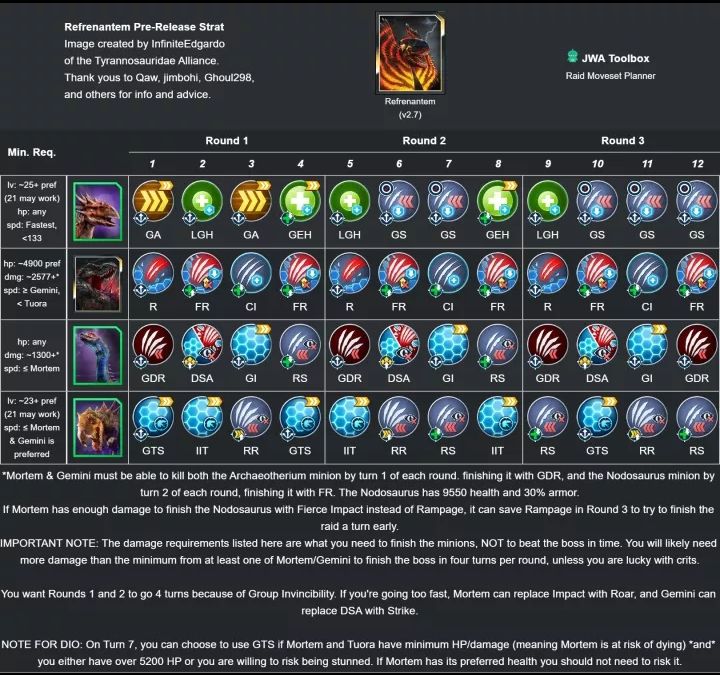 Refrenantem Pre-Release Strat
Image created by InfiniteEdgardo
of the Tyrannosauridae Alliance.
Thank yous to Qaw, jimbohi, Ghoul298,
and others for info and advice.
Refrenantem
(v2.7)
JWA Toolbox
Raid Moveset Planner
Min. Req.
Round 1 Round 2 Round 3
1 2 3 4 5 6 7 8 9 10 11 12
lv: ~25+ pref
(21 may work)
hp: any
spd: Fastest,
<133
GA LGH GA GEH LGH GS GS GEH LGH GS GS GS
hp: ~4900 pref
dmg: ~2577+*
spd: ≥ Gemini,
< Tuora
R FR CI FR R FR CI FR R FR CI FR
hp: any
dmg: ~1300+*
spd: ≤ Mortem
GDR DSA GI RS GDR DSA GI RS GDR DSA GI GDR
lv: ~23+ pref
(21 may work)
spd: ≤ Mortem
& Gemini is
preferred
GTS IIT RR GTS IIT RR RS IIT RS GTS RR RS
*Mortem & Gemini must be able to kill both the Archaeotherium minion by turn 1 of each round. finishing it with GDR, and the Nodosaurus minion by
turn 2 of each round, finishing it with FR. The Nodosaurus has 9550 health and 30% armor.
If Mortem has enough damage to finish the Nodosaurus with Fierce Impact instead of Rampage, it can save Rampage in Round 3 to try to finish the
raid a turn early.
IMPORTANT NOTE: The damage requirements listed here are what you need to finish the minions, NOT to beat the boss in time. You will likely need
more damage than the minimum from at least one of Mortem/Gemini to finish the boss in four turns per round, unless you are lucky with crits.
You want Rounds 1 and 2 to go 4 turns because of Group Invincibility. If you're going too fast, Mortem can replace Impact with Roar, and Gemini can
replace DSA with Strike.
NOTE FOR DIO: On Turn 7, you can choose to use GTS if Mortem and Tuora have minimum HP/damage (meaning Mortem is at risk of dying) *and*
you either have over 5200 HP or you are willing to risk being stunned. If Mortem has its preferred health you should not need to risk it.